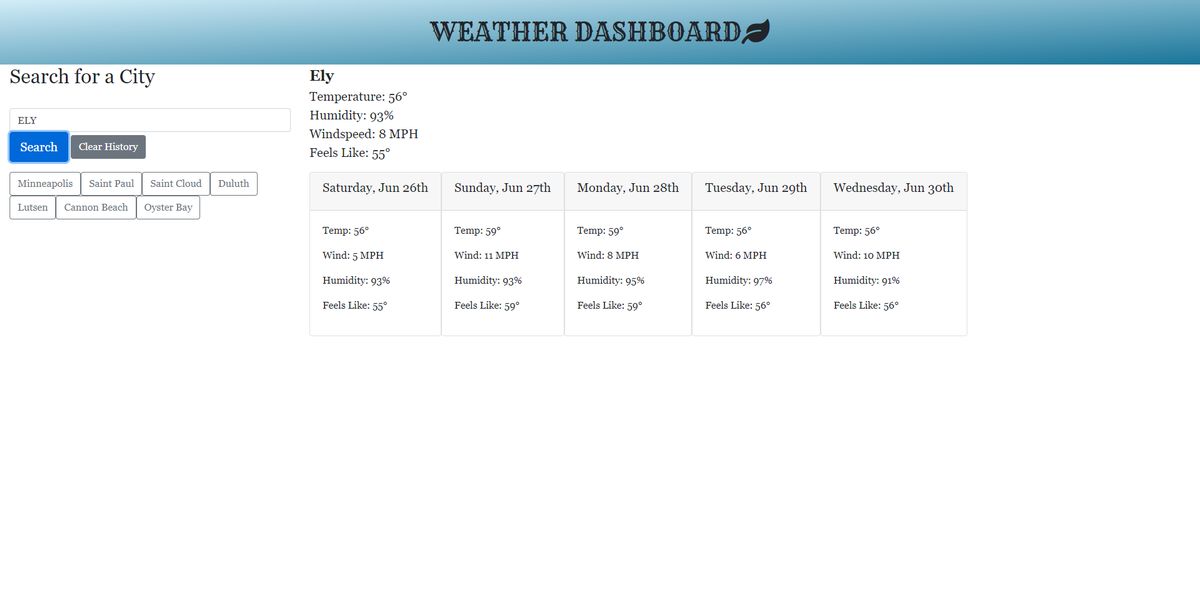 WEATHER DASHBOARD
Search for a City
ELY
Search Clear History
Minneapolis Saint Paul Saint Cloud Duluth
Lutsen Cannon Beach Oyster Bay
Ely
Temperature: 56°
Humidity: 93%
Windspeed: 8 MPH
Feels Like: 55°
Saturday, Jun 26th
Temp: 56°
Wind: 5 MPH
Humidity: 93%
Feels Like: 55°
Sunday, Jun 27th
Temp: 59°
Wind: 11 MPH
Humidity: 93%
Feels Like: 59°
Monday, Jun 28th
Temp: 59°
Wind: 8 MPH
Humidity: 95%
Feels Like: 59°
Tuesday, Jun 29th
Temp: 56°
Wind: 6 MPH
Humidity: 97%
Feels Like: 56°
Wednesday, Jun 30th
Temp: 56°
Wind: 10 MPH
Humidity: 91%
Feels Like: 56°